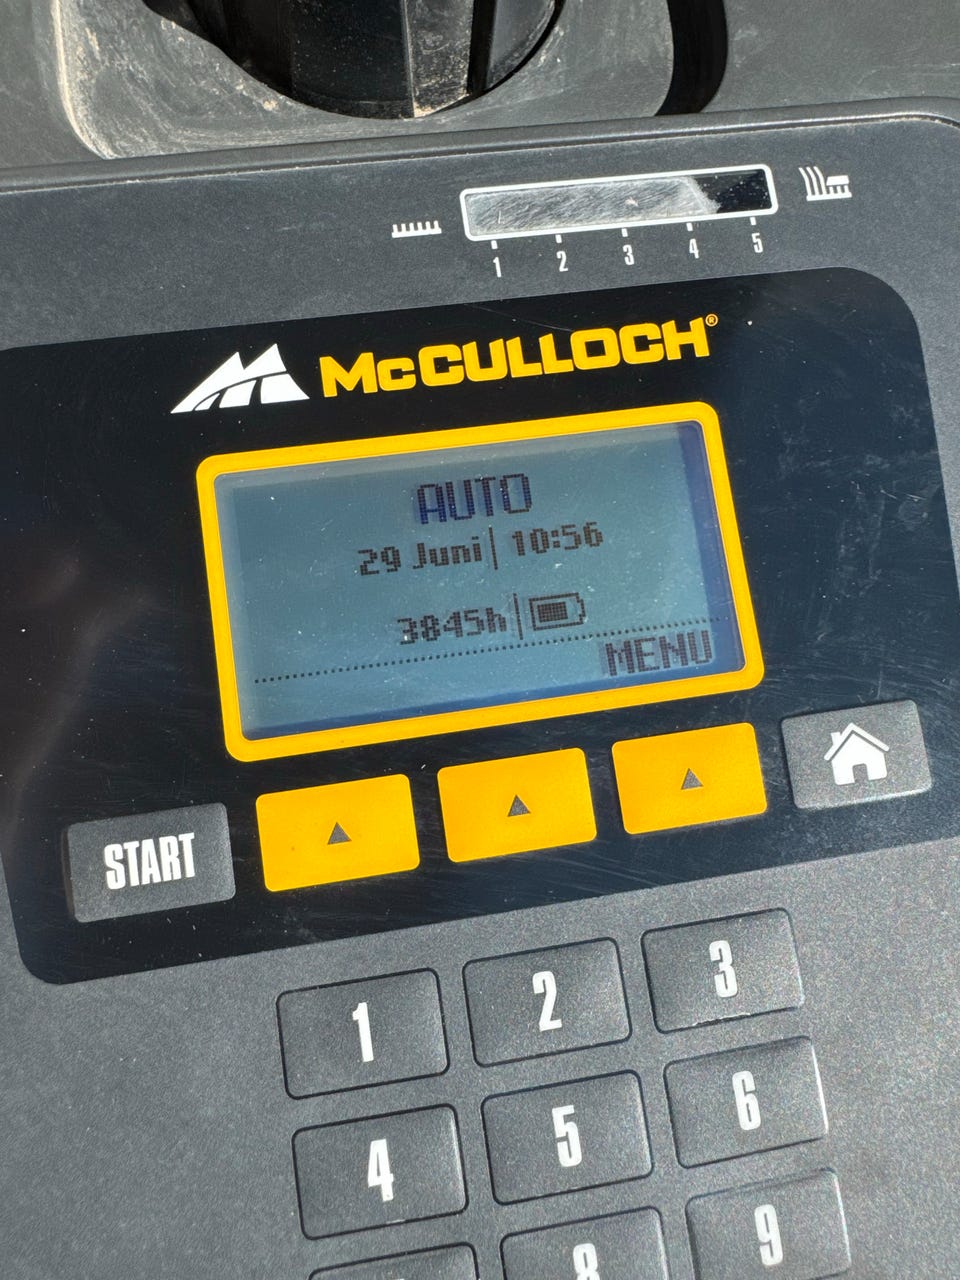 1 2 3 4 5
McCULLOCH®
AUTO
29 Juni | 10:56
3845h
MENU
START
1 2 3
4 5 6
8 9